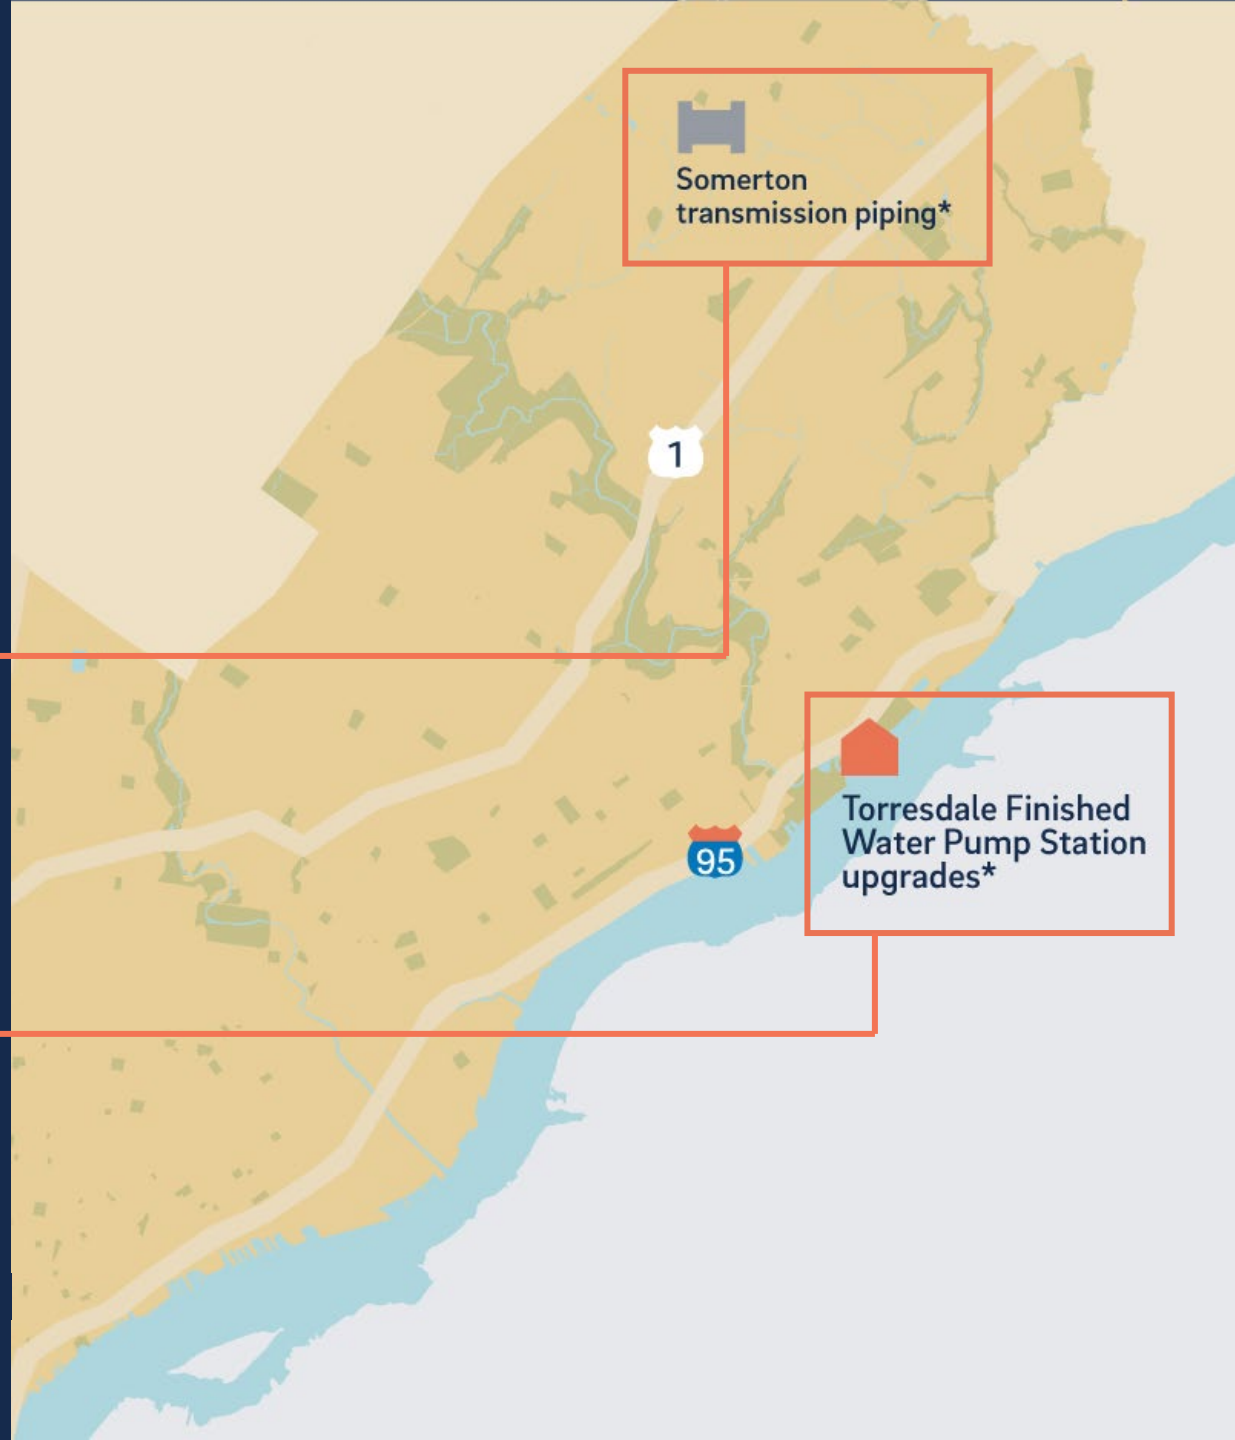 Somerton
transmission piping*
1
95
Torresdale Finished
Water Pump Station
upgrades*